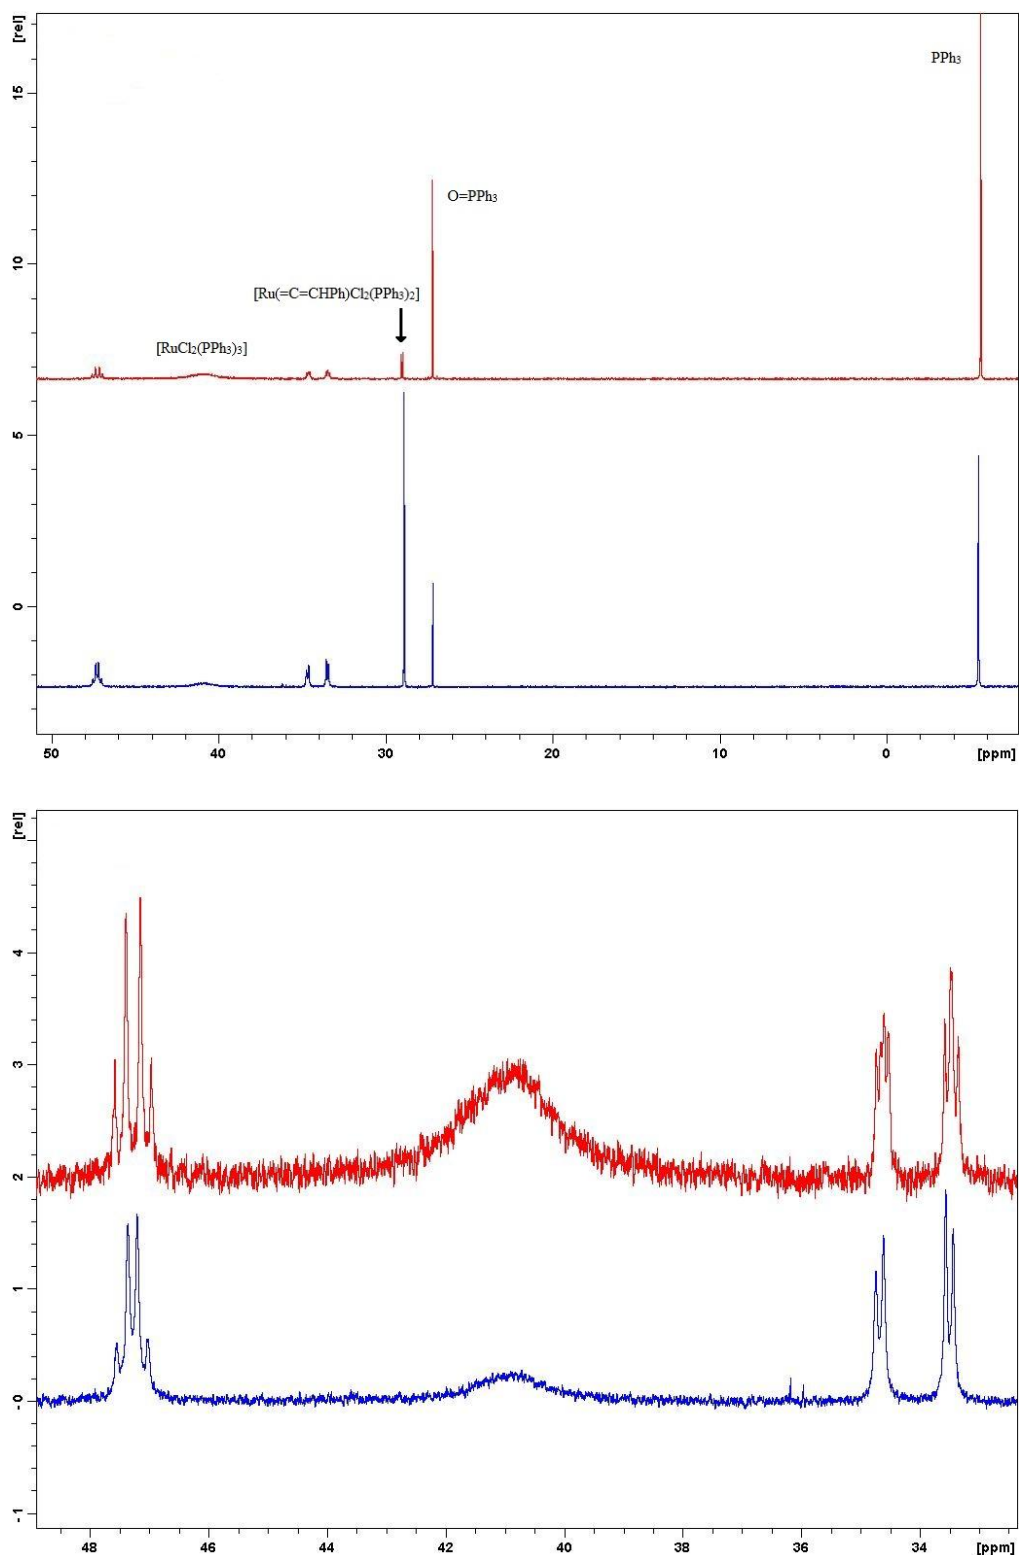 [rel]
PPh₃
15
O=PPh₃
10
[Ru(=C=CHPh)Cl₂(PPh₃)₂]
[RuCl₂(PPh₃)₃]
5
0
50 40 30 20 10 0 [ppm]
[rel]
4
3
2
1
0
-1
48 46 44 42 40 38 36 34 [ppm]